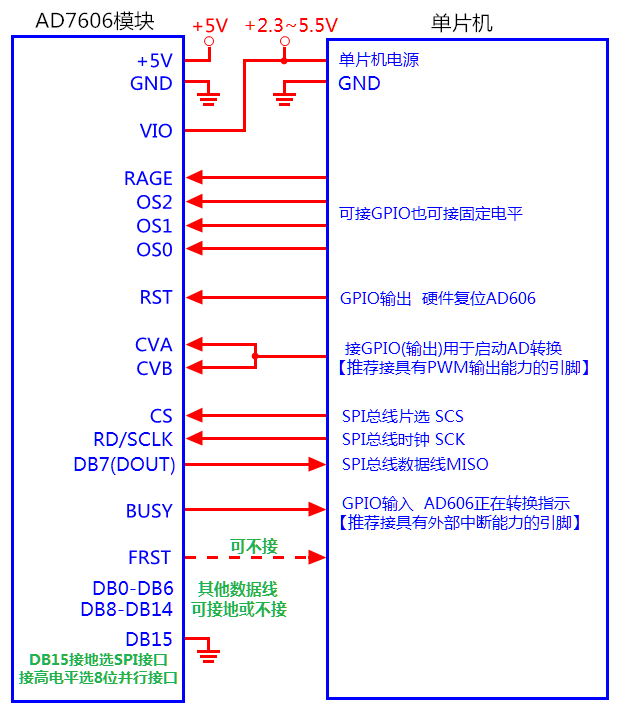 AD7606模块
+5V
+2.3~5.5V
单片机
+5V
单片机电源
GND
GND
VIO
RAGE
OS2
OS1
OS0
可接GPIO也可接固定电平
RST
GPIO输出 硬件复位AD606
CVA
CVB
接GPIO(输出)用于启动AD转换
【推荐接具有PWM输出能力的引脚】
CS
SPI总线片选 SCS
RD/SCLK
SPI总线时钟 SCK
DB7(DOUT)
SPI总线数据线MISO
BUSY
GPIO输入 AD606正在转换指示
【推荐接具有外部中断能力的引脚】
FRST
可不接
DB0-DB6
DB8-DB14
其他数据线
可接地或不接
DB15
DB15接地选SPI接口
接高电平选8位并行接口